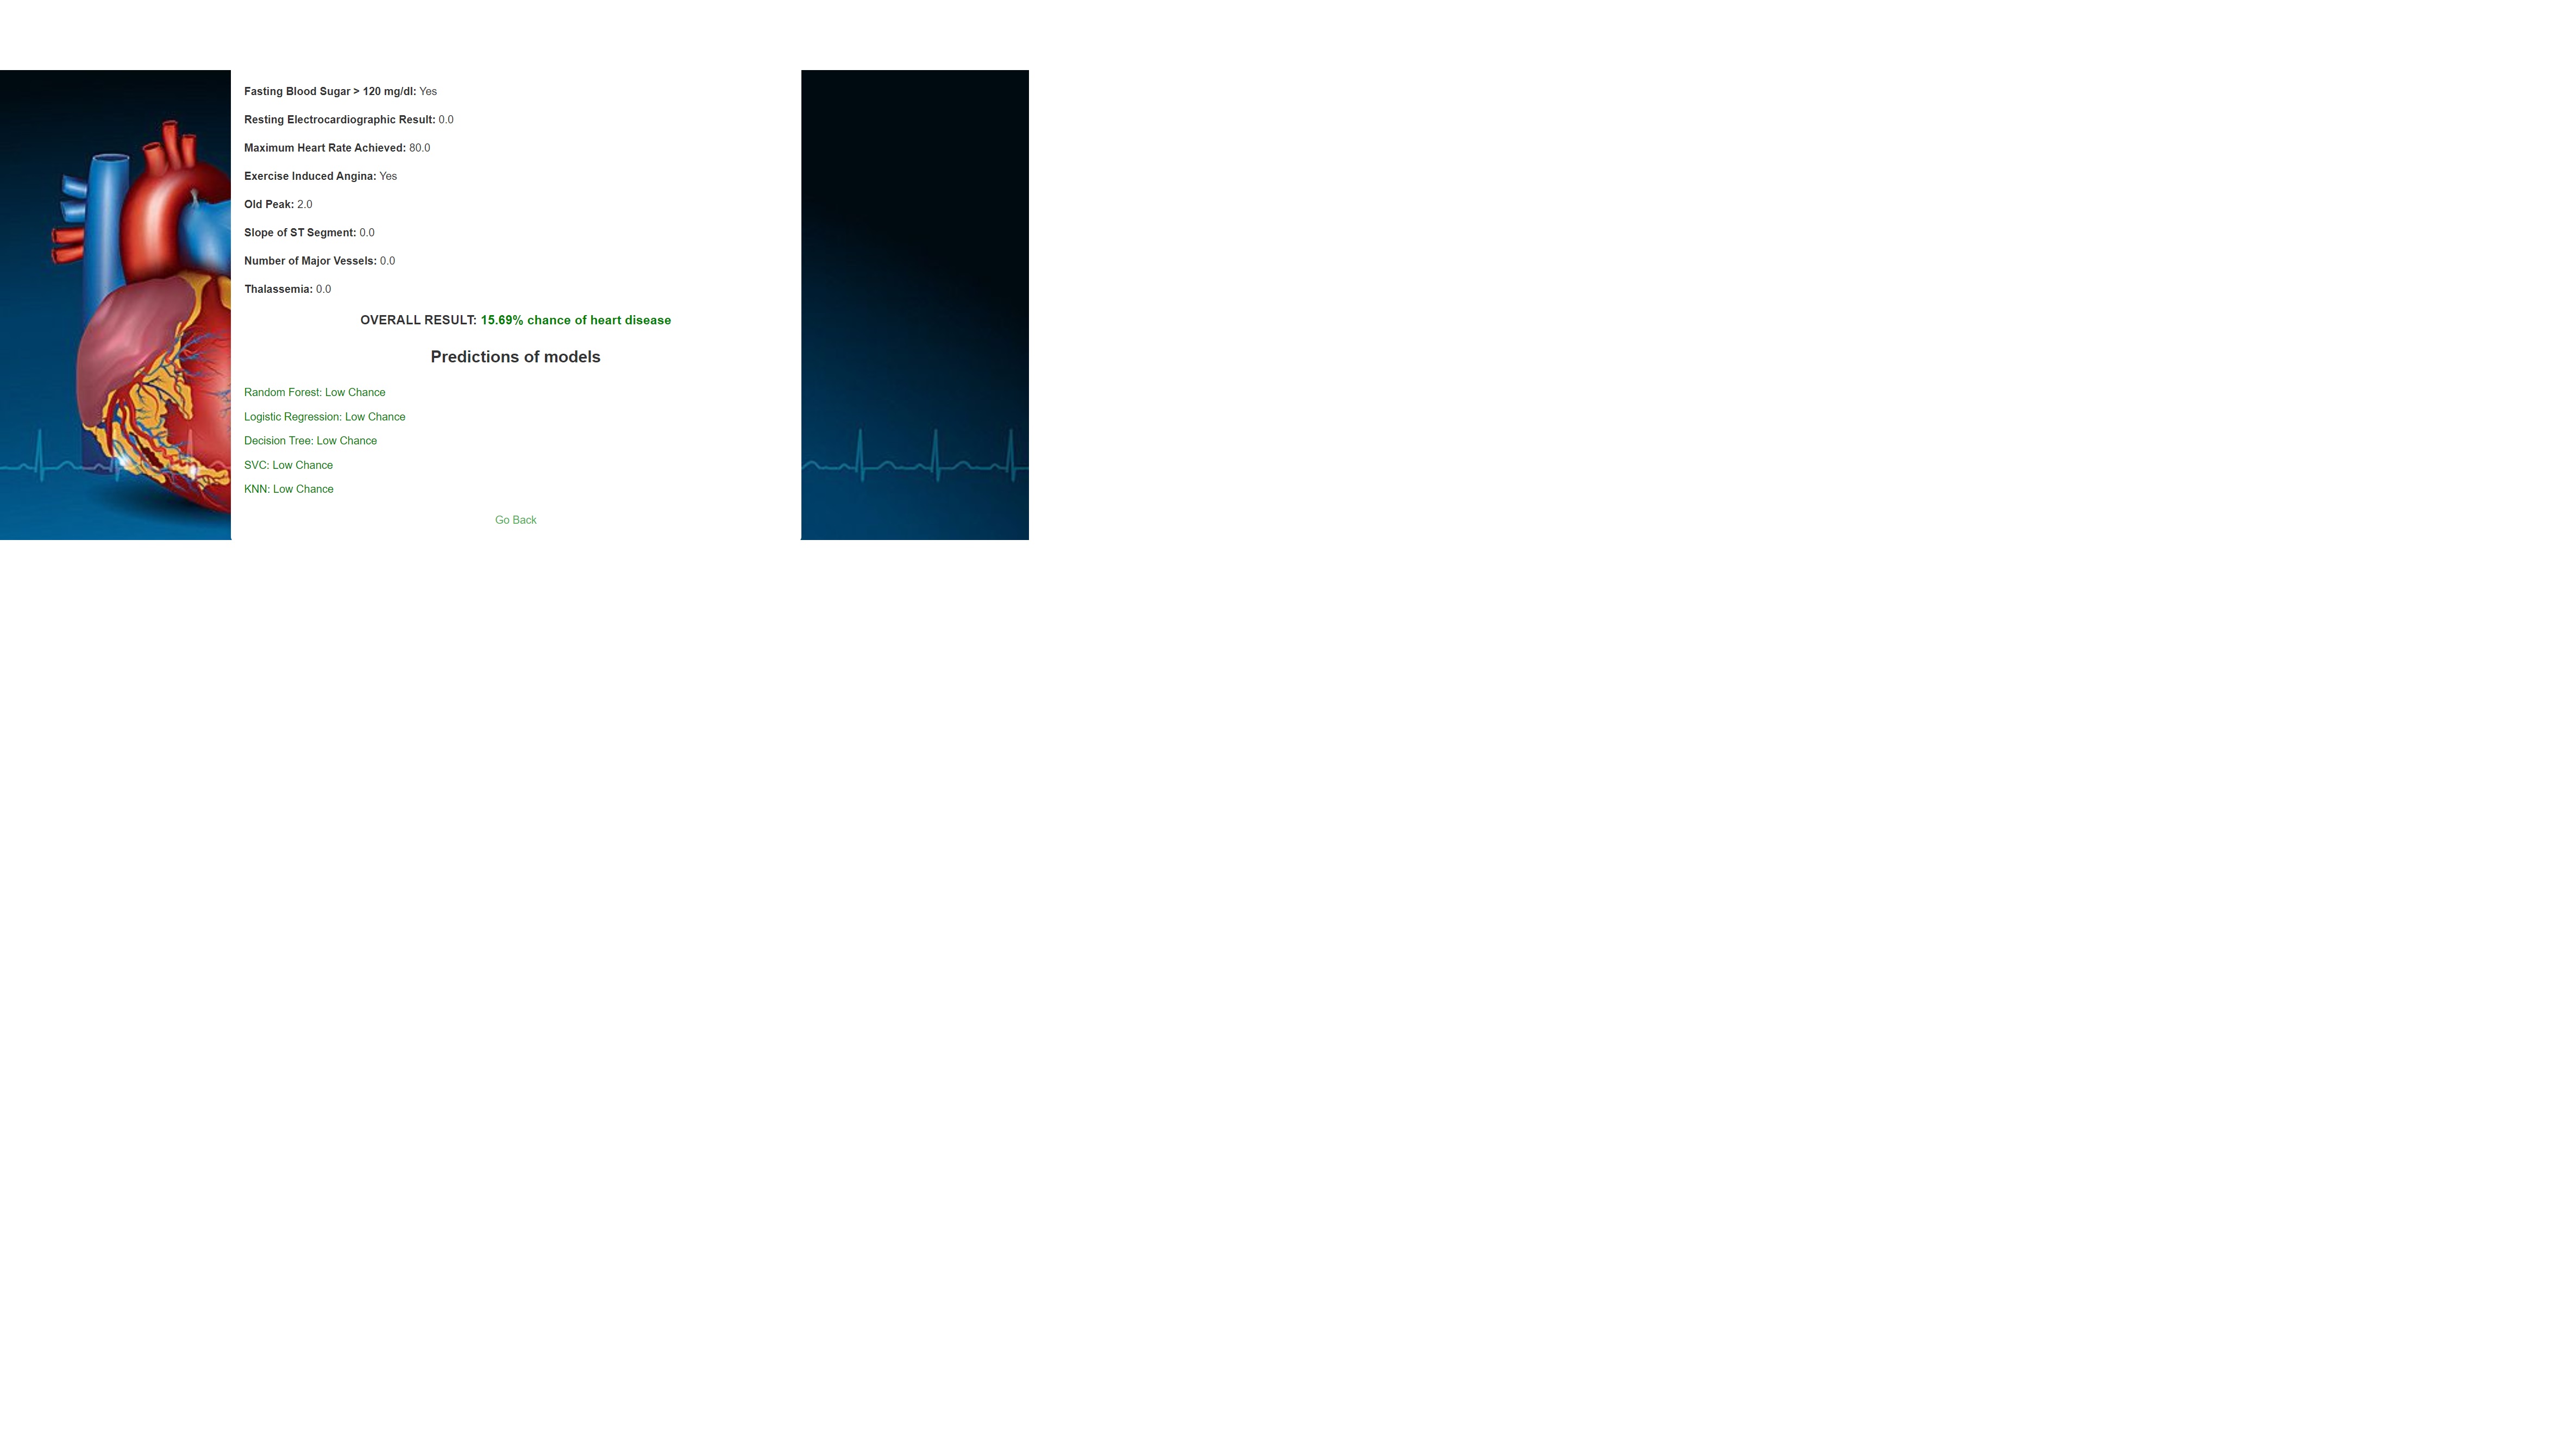 Fasting Blood Sugar > 120 mg/dl: Yes
Resting Electrocardiographic Result: 0.0
Maximum Heart Rate Achieved: 80.0
Exercise Induced Angina: Yes
Old Peak: 2.0
Slope of ST Segment: 0.0
Number of Major Vessels: 0.0
Thalassemia: 0.0
OVERALL RESULT: 15.69% chance of heart disease
Predictions of models
Random Forest: Low Chance
Logistic Regression: Low Chance
Decision Tree: Low Chance
SVC: Low Chance
KNN: Low Chance
Go Back